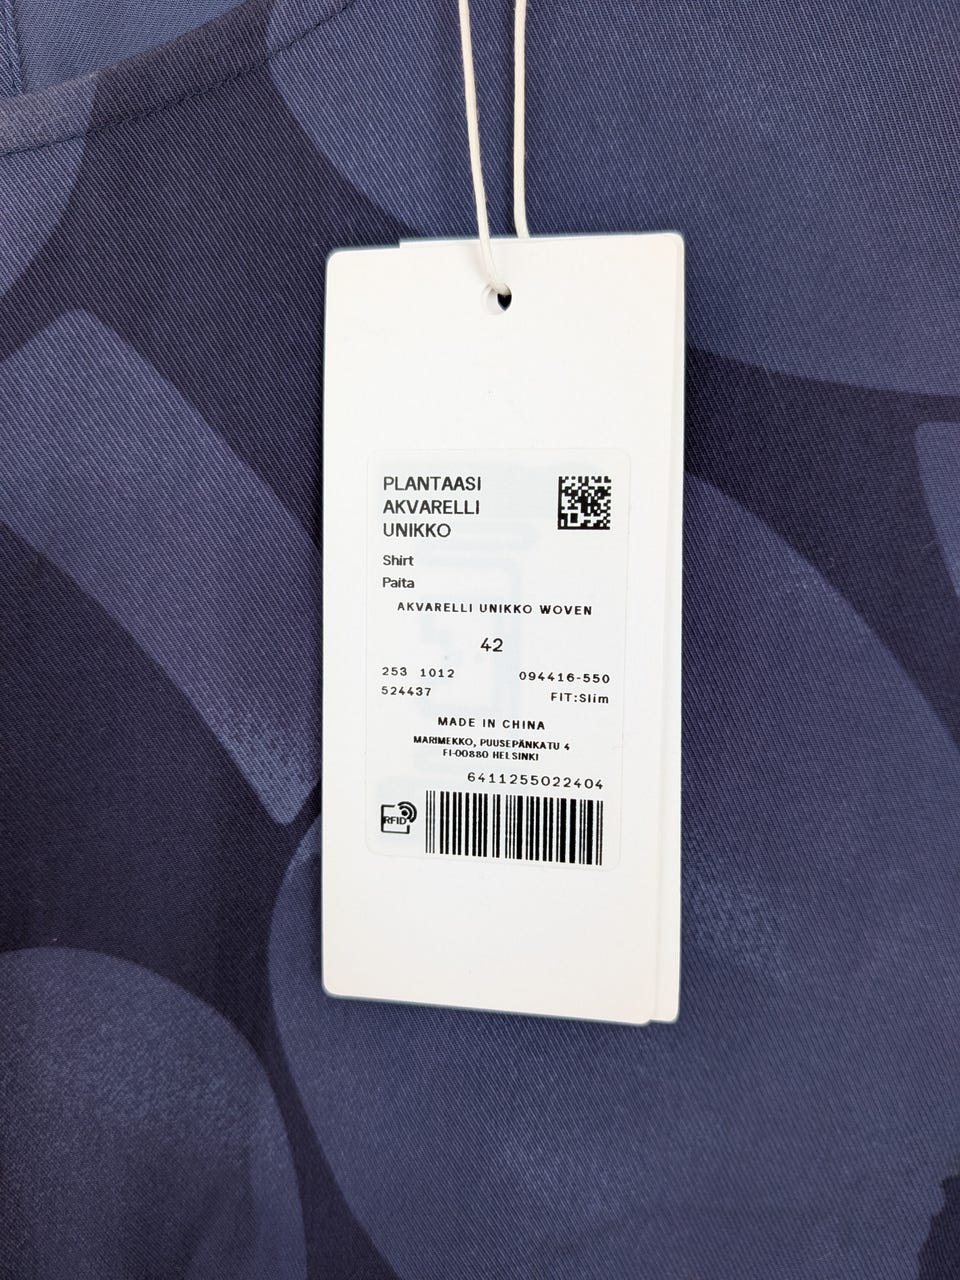 PLANTAASI
AKVARELLI
UNIKKO
Shirt
Paita
AKVARELLI UNIKKO WOVEN
42
253 1012 094416-550
524437 FIT:Slim
MADE IN CHINA
MARIMEKKO, PUUSEPÄNKATU 4
FI-00880 HELSINKI
6411255022404
RFID